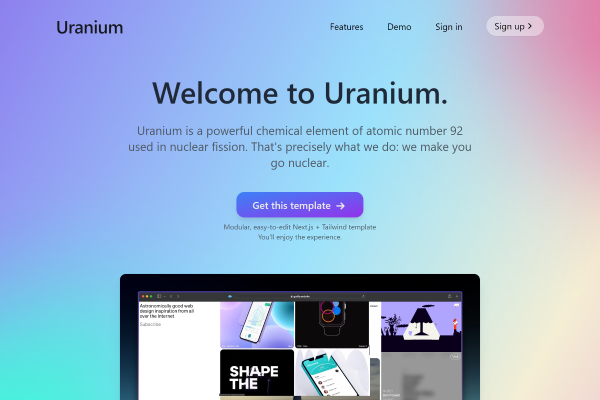 Uranium
Features
Demo
Sign in
Sign up
Welcome to Uranium.
Uranium is a powerful chemical element of atomic number 92
used in nuclear fission. That's precisely what we do: we make you
go nuclear.
Get this template
Modular, easy-to-edit Next.js + Tailwind template
You'll enjoy the experience.
Astronomically good web
design inspiration from all
over the internet
Subscribe
SHAPE
THE